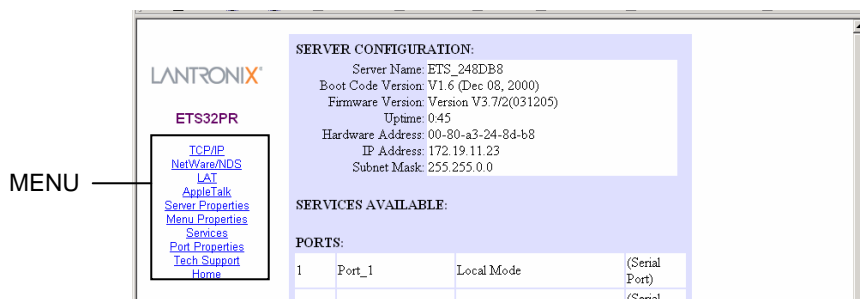 LANTRONIX®
ETS32PR
MENU
TCP/IP
NetWare/NDS
LAT
AppleTalk
Server Properties
Menu Properties
Services
Port Properties
Tech Support
Home
SERVER CONFIGURATION:
Server Name: ETS_248DB8
Boot Code Version: V1.6 (Dec 08, 2000)
Firmware Version: Version V3.7/2(031205)
Uptime: 0:45
Hardware Address: 00-80-a3-24-8d-b8
IP Address: 172.19.11.23
Subnet Mask: 255.255.0.0
SERVICES AVAILABLE:
PORTS:
1 Port_1 Local Mode (Serial Port)
(Serial